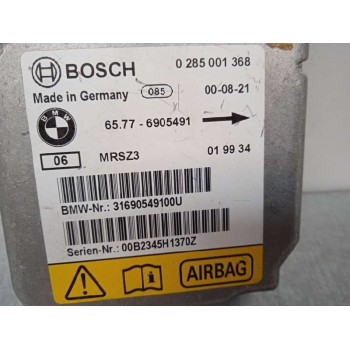 BOSCH 0 285 001 368
Made in Germany 085 00-08-21
BMW 65.77 - 6905491
06 MRSZ3 01 99 34
BMW-Nr.: 31690549100U
Serien-Nr.: 00B2345H1370Z
AIRBAG